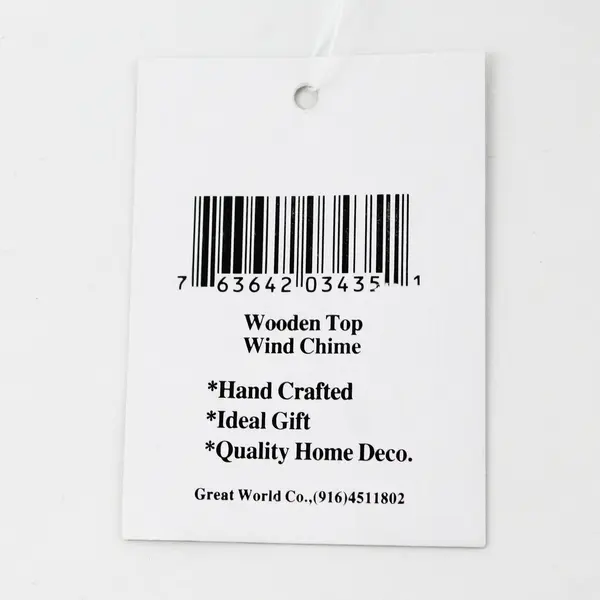 7 63642 03435 1
Wooden Top
Wind Chime
*Hand Crafted
*Ideal Gift
*Quality Home Deco.
Great World Co.,(916)4511802